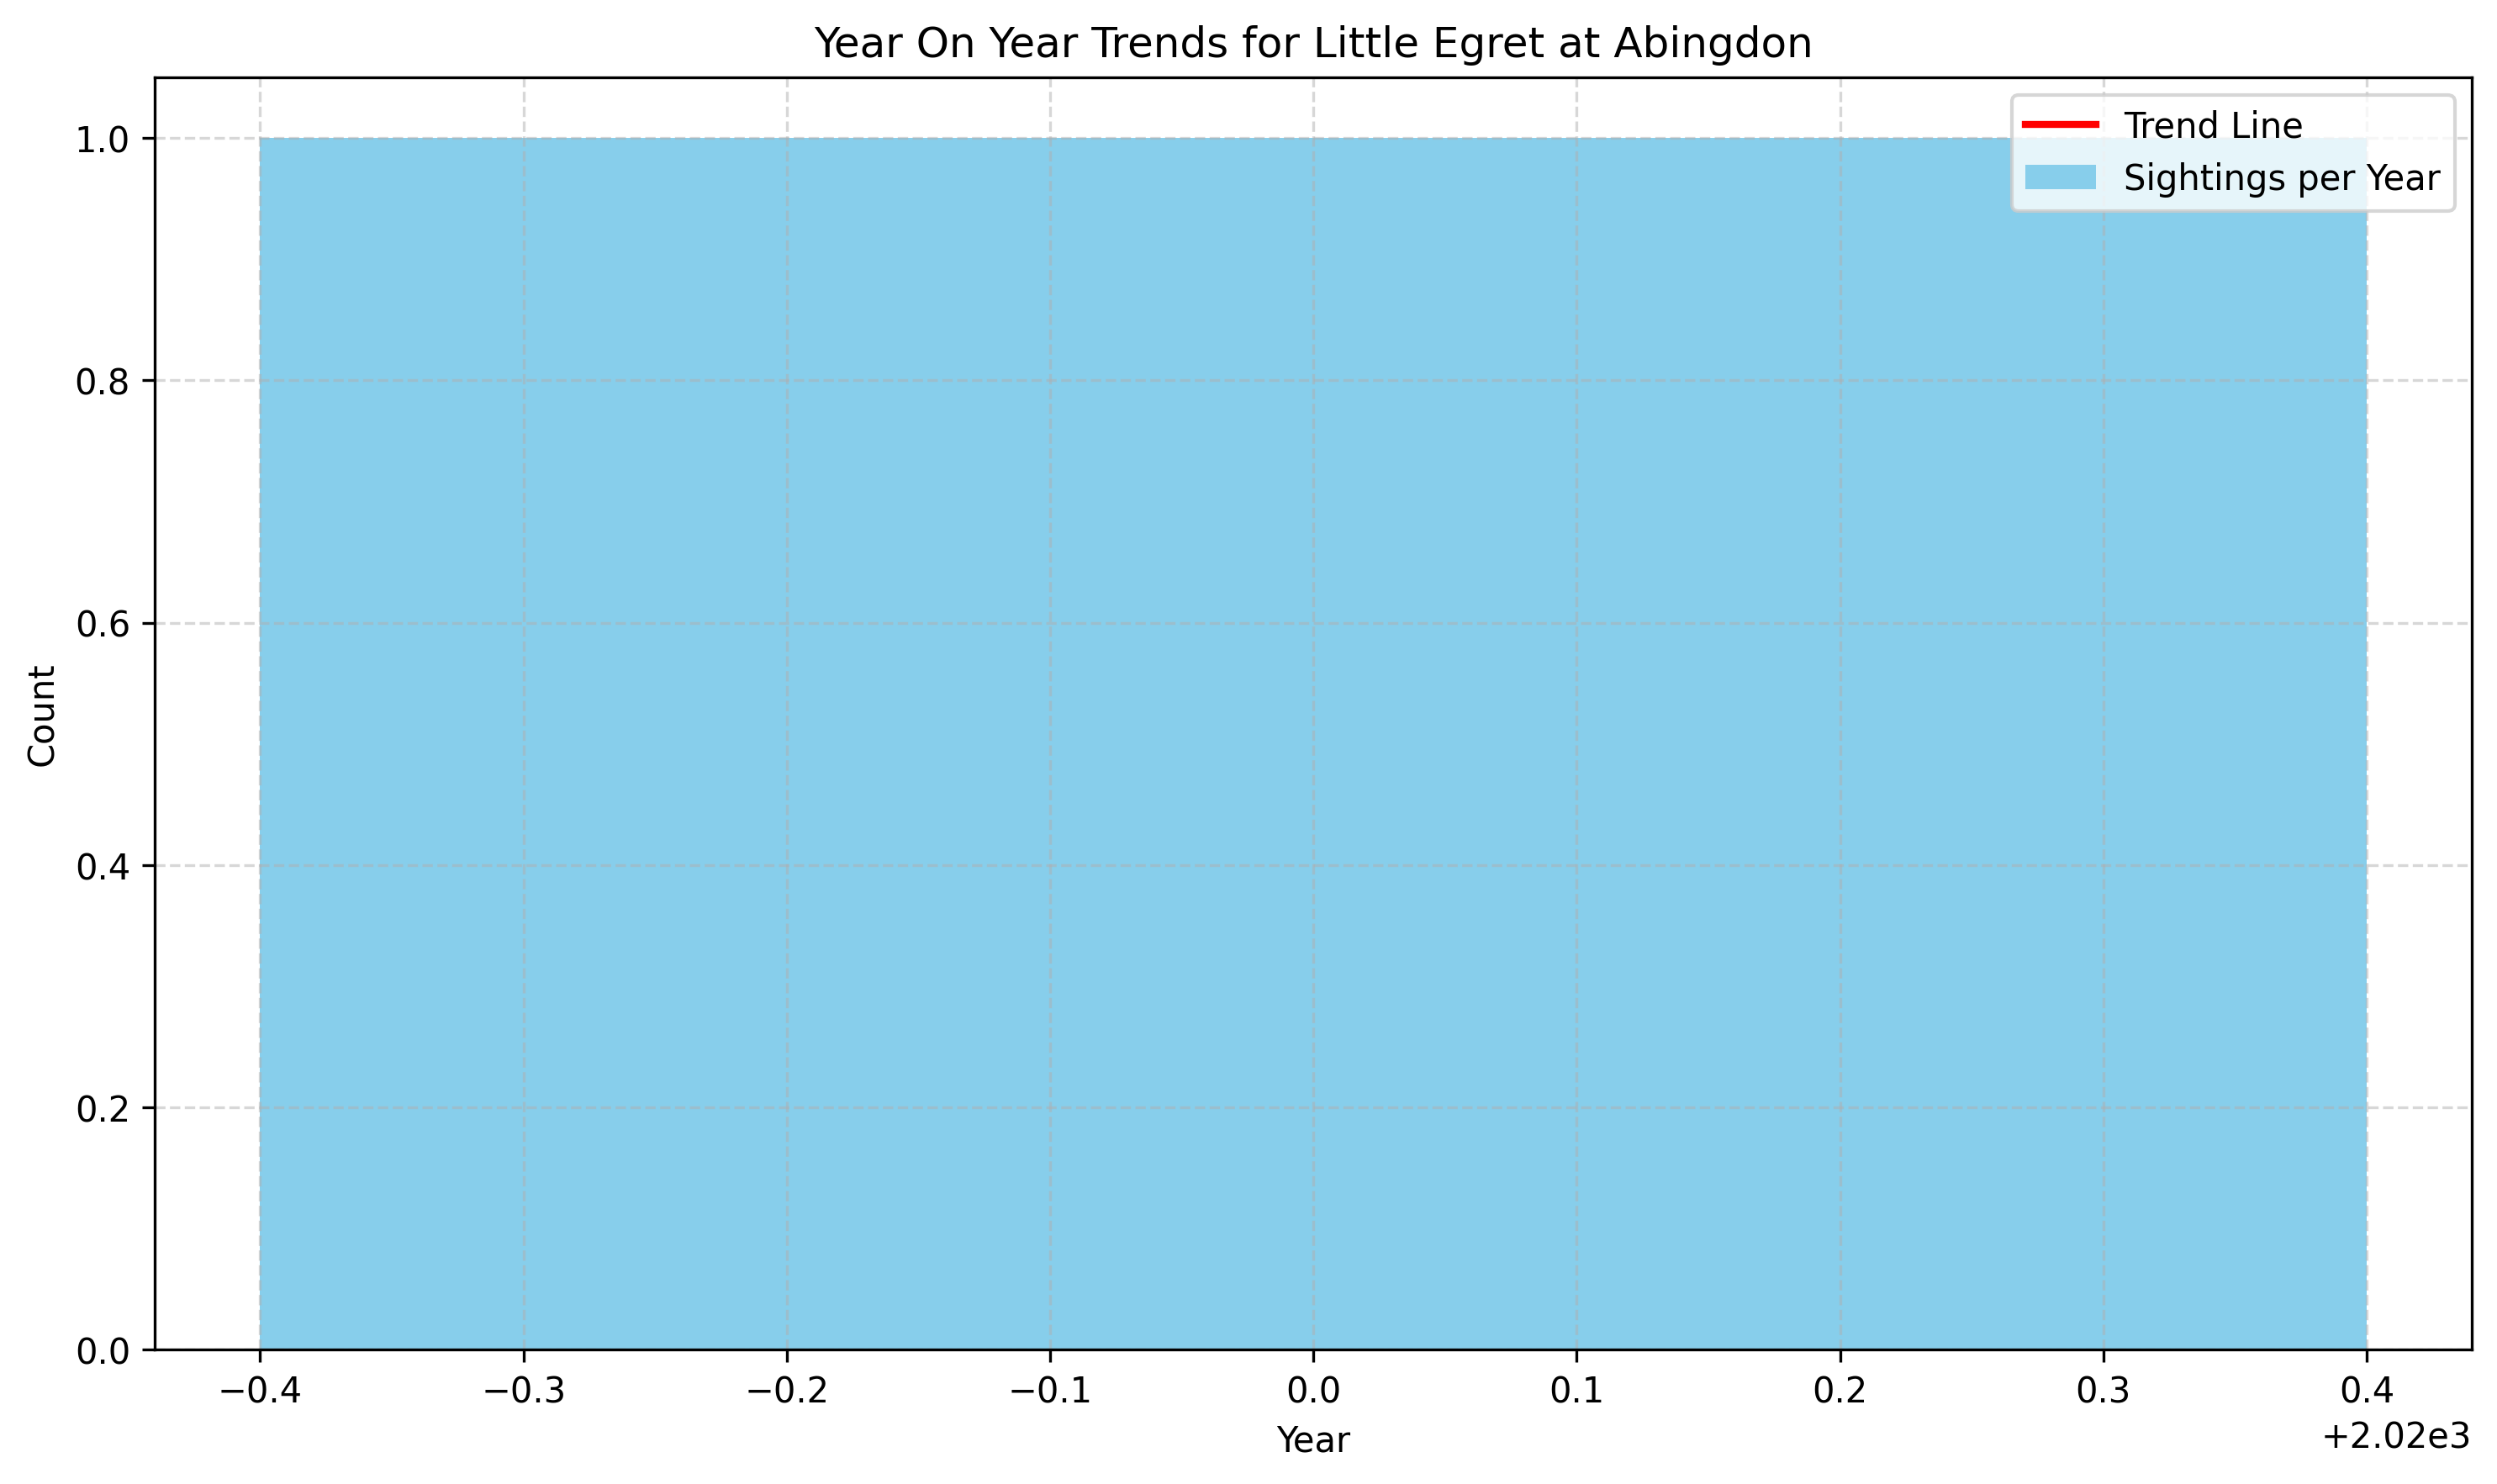 Year On Year Trends for Little Egret at Abingdon
Trend Line
Sightings per Year
1.0
0.8
0.6
0.4
0.2
0.0
Count
−0.4 −0.3 −0.2 −0.1 0.0 0.1 0.2 0.3 0.4
+2.02e3
Year